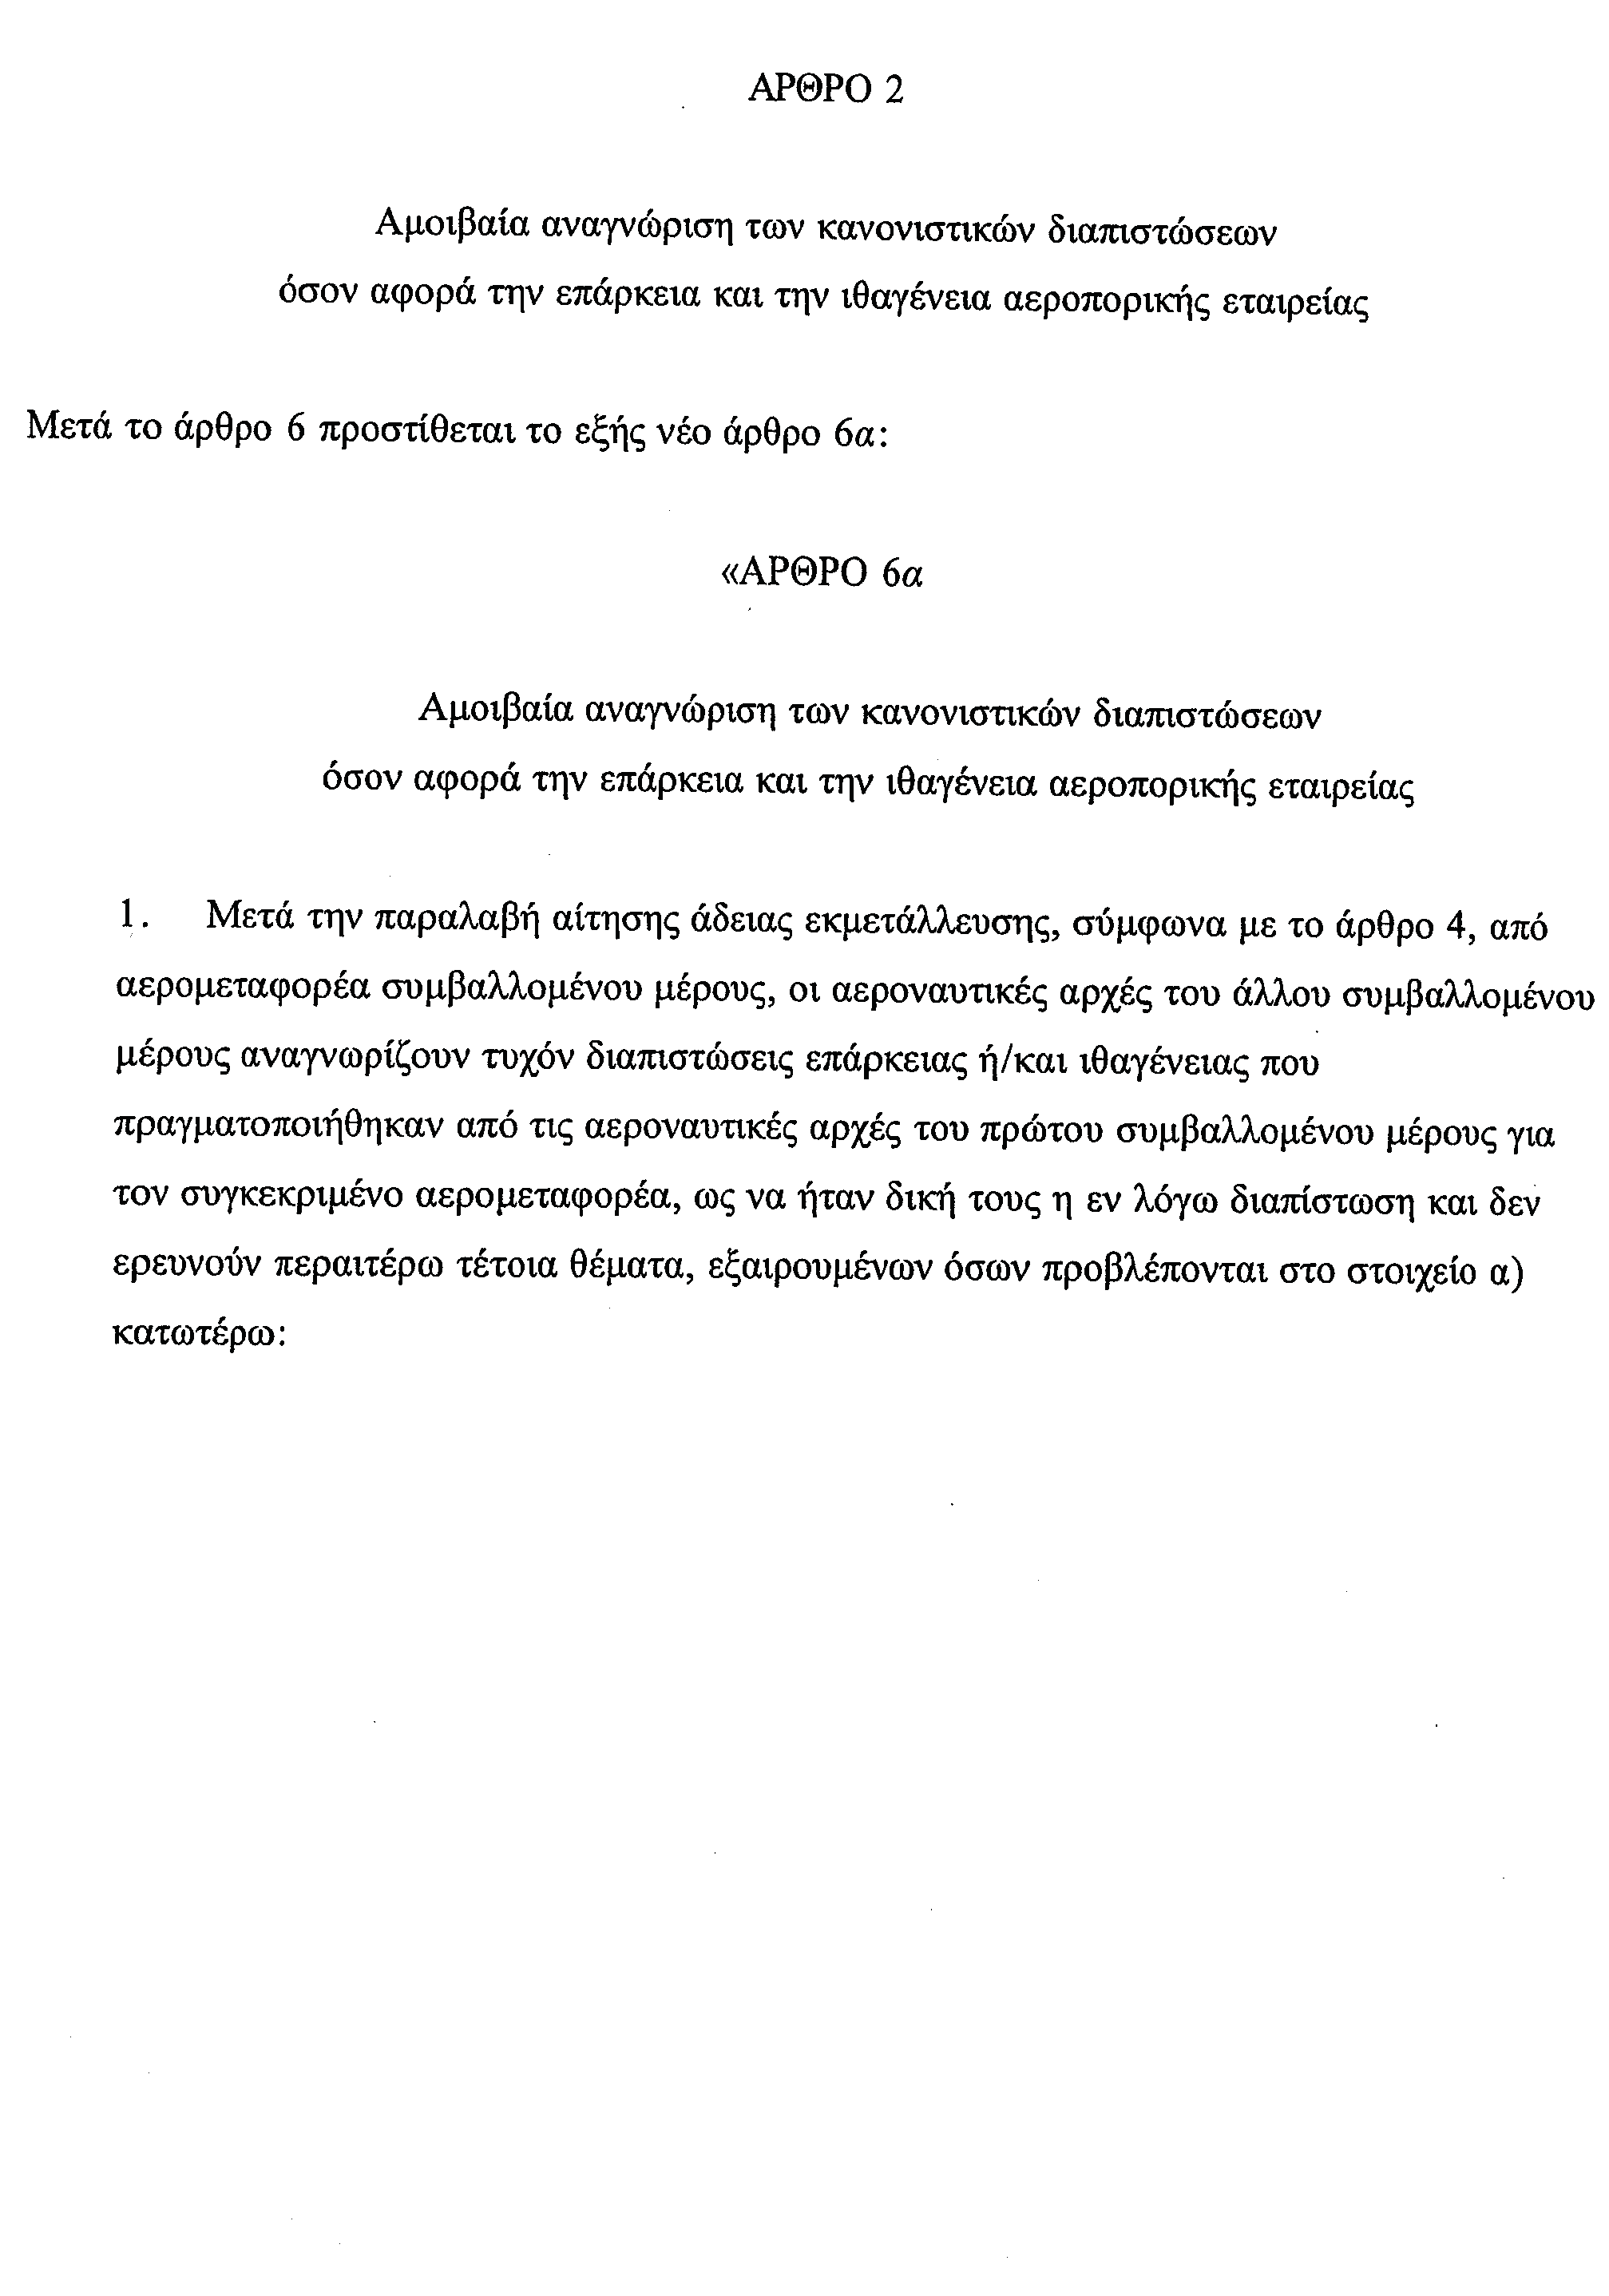 ΑΡΘΡΟ 2
Αμοιβαία αναγνώριση των κανονιστικών διαπιστώσεων
όσον αφορά την επάρκεια και την ιθαγένεια αεροπορικής εταιρείας
Μετά το άρθρο 6 προστίθεται το εξής νέο άρθρο 6α:
«ΑΡΘΡΟ 6α
Αμοιβαία αναγνώριση των κανονιστικών διαπιστώσεων
όσον αφορά την επάρκεια και την ιθαγένεια αεροπορικής εταιρείας
1. Μετά την παραλαβή αίτησης άδειας εκμετάλλευσης, σύμφωνα με το άρθρο 4, από
αερομεταφορέα συμβαλλομένου μέρους, οι αεροναυτικές αρχές του άλλου συμβαλλομένου
μέρους αναγνωρίζουν τυχόν διαπιστώσεις επάρκειας ή/και ιθαγένειας που
πραγματοποιήθηκαν από τις αεροναυτικές αρχές του πρώτου συμβαλλομένου μέρους για
τον συγκεκριμένο αερομεταφορέα, ως να ήταν δική τους η εν λόγω διαπίστωση και δεν
ερευνούν περαιτέρω τέτοια θέματα, εξαιρουμένων όσων προβλέπονται στο στοιχείο α)
κατωτέρω: